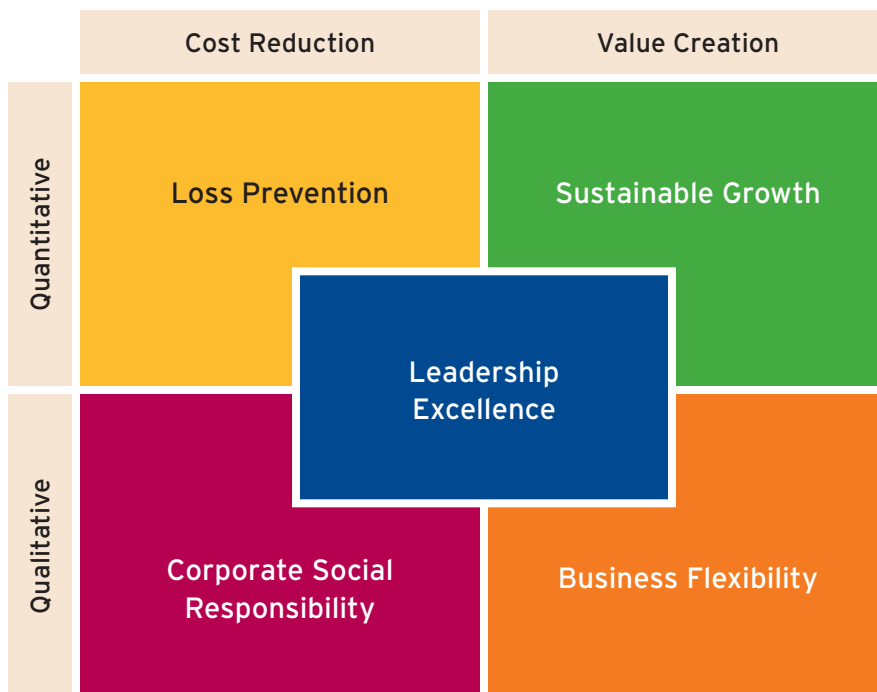 Cost Reduction
Value Creation
Quantitative
Loss Prevention
Sustainable Growth
Leadership
Excellence
Qualitative
Corporate Social
Responsibility
Business Flexibility